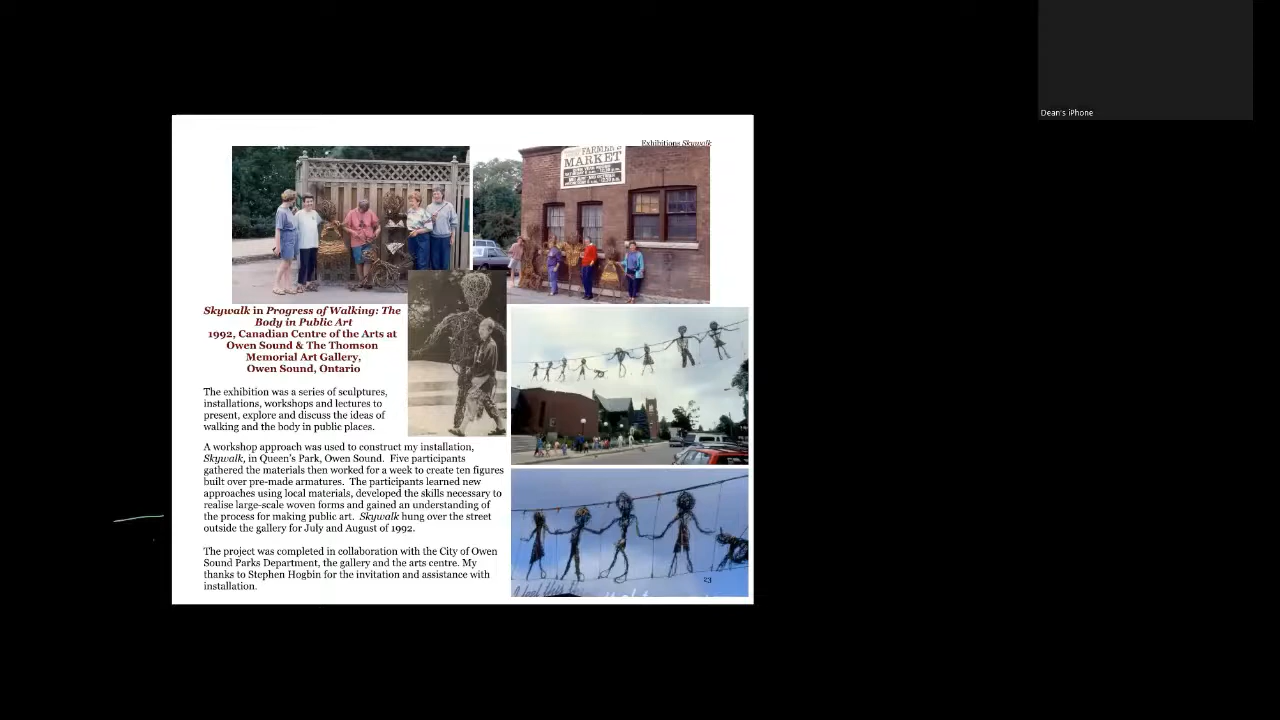 Dean's iPhone
Exhibitions Skywalk
FARMER'S
MARKET
Skywalk in Progress of Walking: The
Body in Public Art
1992, Canadian Centre of the Arts at
Owen Sound & The Thomson
Memorial Art Gallery,
Owen Sound, Ontario
The exhibition was a series of sculptures,
installations, workshops and lectures to
present, explore and discuss the ideas of
walking and the body in public places.
A workshop approach was used to construct my installation,
Skywalk, in Queen's Park, Owen Sound. Five participants
gathered the materials then worked for a week to create ten figures
built over pre-made armatures. The participants learned new
approaches using local materials, developed the skills necessary to
realise large-scale woven forms and gained an understanding of
the process for making public art. Skywalk hung over the street
outside the gallery for July and August of 1992.
The project was completed in collaboration with the City of Owen
Sound Parks Department, the gallery and the arts centre. My
thanks to Stephen Hogbin for the invitation and assistance with
installation.
23